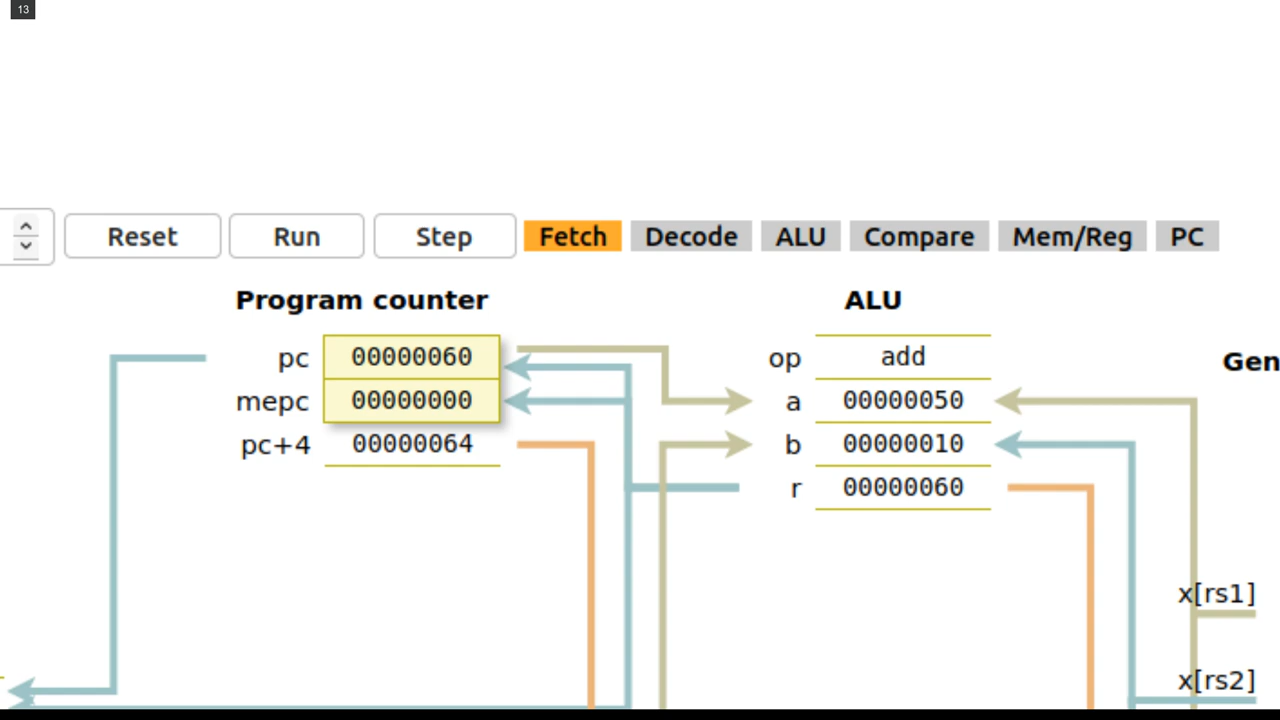 13
Reset Run Step Fetch Decode ALU Compare Mem/Reg PC
Program counter ALU
pc 00000060 op add
Gen
mepc 00000000 a 00000050
pc+4 00000064 b 00000010
r 00000060
x[rs1]
x[rs2]